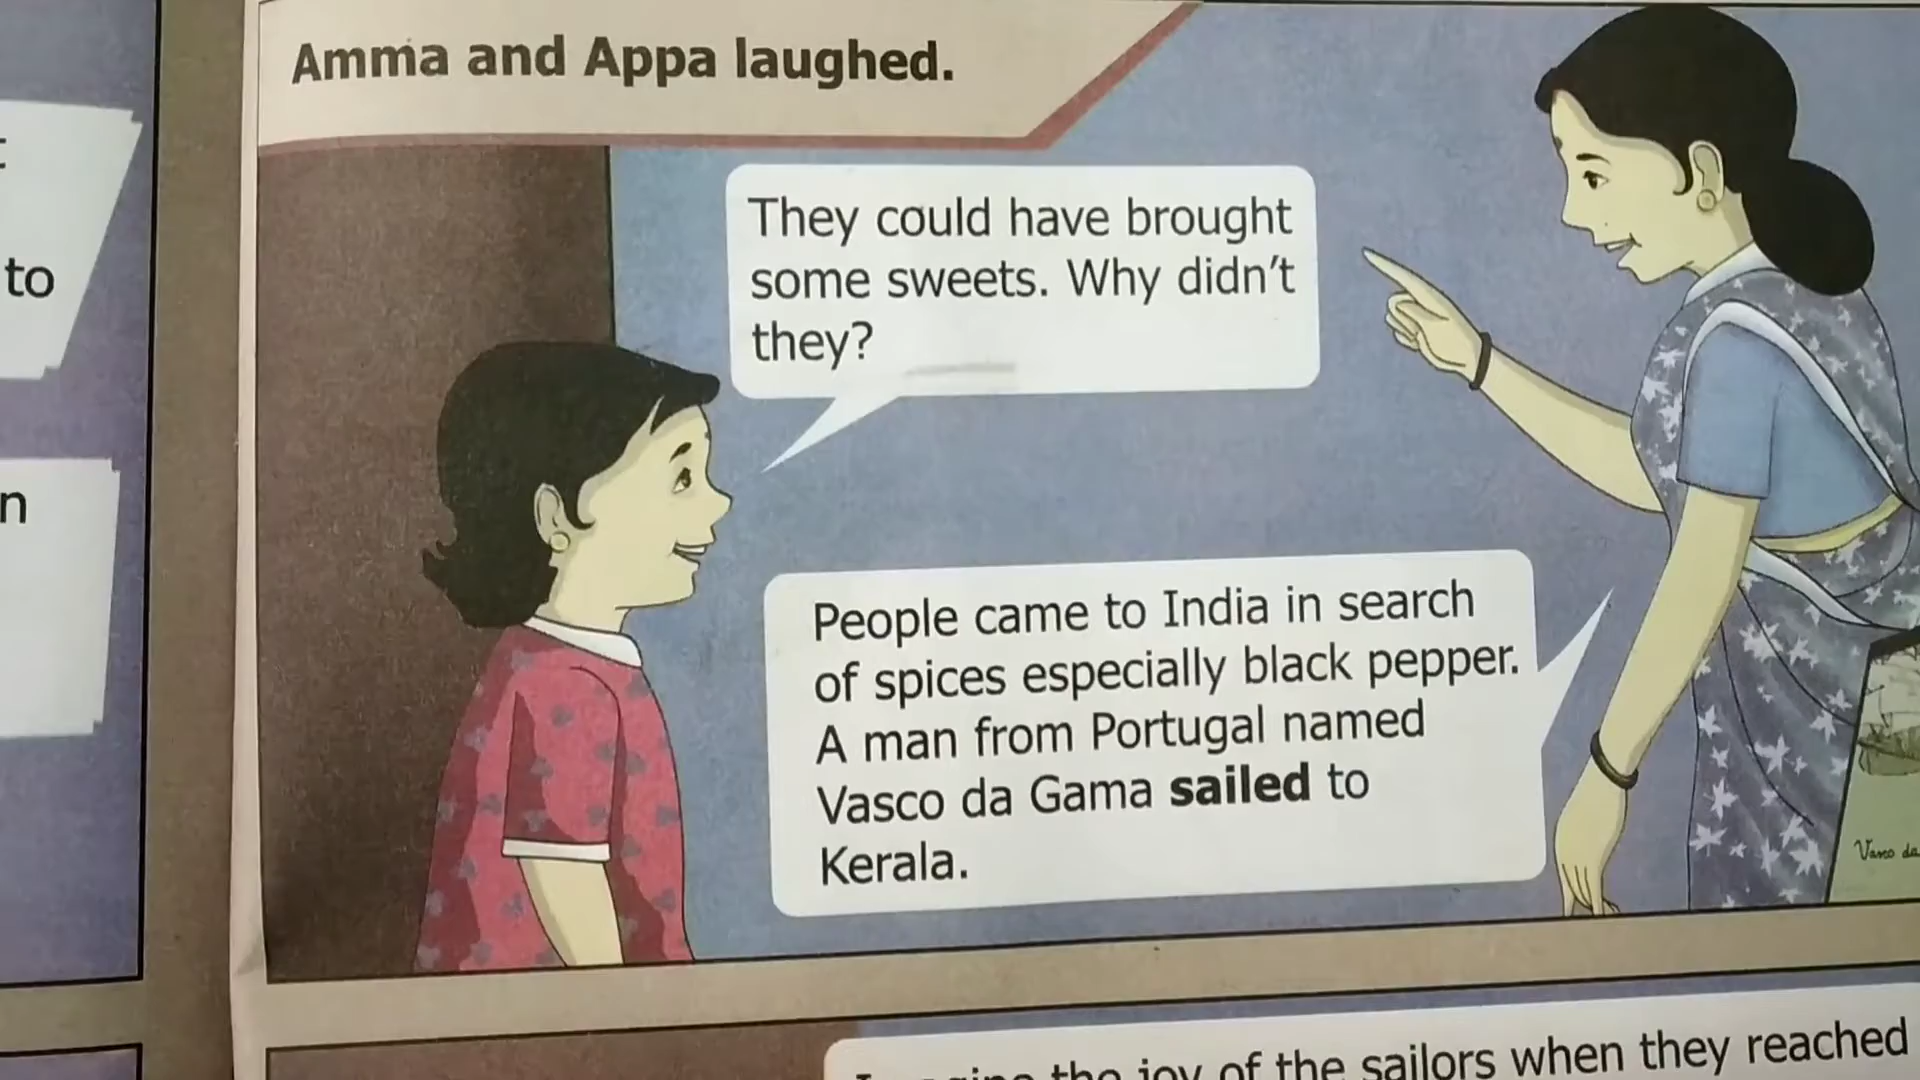 Amma and Appa laughed.
to
n
They could have brought
some sweets. Why didn't
they?
People came to India in search
of spices especially black pepper.
A man from Portugal named
Vasco da Gama sailed to
Kerala.
Vasco da
the joy of the sailors when they reached